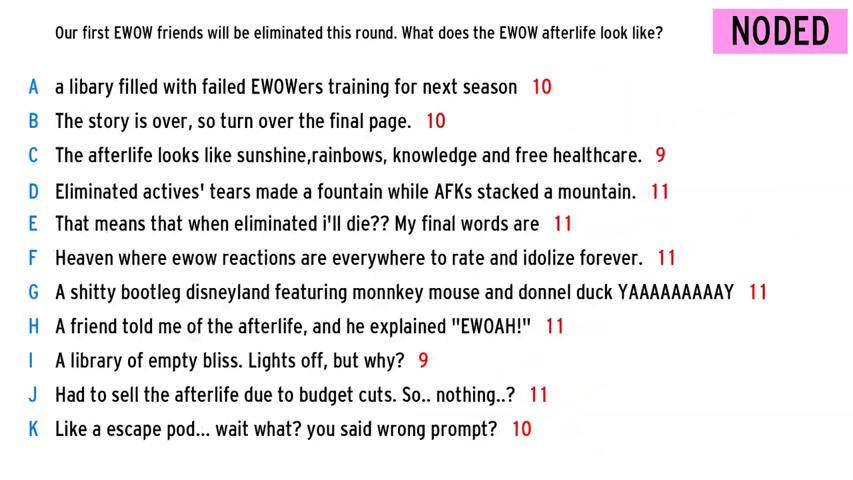 Our first EWOW friends will be eliminated this round. What does the EWOW afterlife look like?
NODED
A a libary filled with failed EWOWers training for next season 10
B The story is over, so turn over the final page. 10
C The afterlife looks like sunshine,rainbows, knowledge and free healthcare. 9
D Eliminated actives' tears made a fountain while AFKs stacked a mountain. 11
E That means that when eliminated i'll die?? My final words are 11
F Heaven where ewow reactions are everywhere to rate and idolize forever. 11
G A shitty bootleg disneyland featuring monnkey mouse and donnel duck YAAAAAAAAAY 11
H A friend told me of the afterlife, and he explained "EWOAH!" 11
I A library of empty bliss. Lights off, but why? 9
J Had to sell the afterlife due to budget cuts. So.. nothing..? 11
K Like a escape pod... wait what? you said wrong prompt? 10